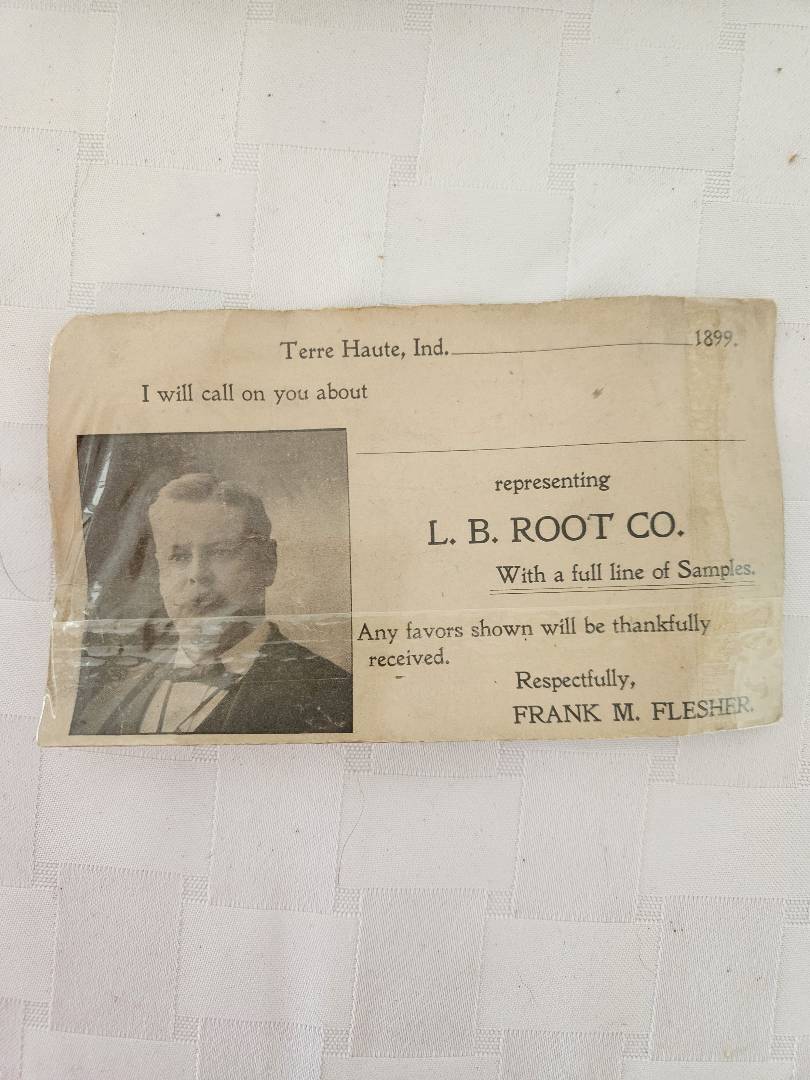 Terre Haute, Ind. 1899.
I will call on you about
representing
L. B. ROOT CO.
With a full line of Samples.
Any favors shown will be thankfully
received.
Respectfully,
FRANK M. FLESHER.